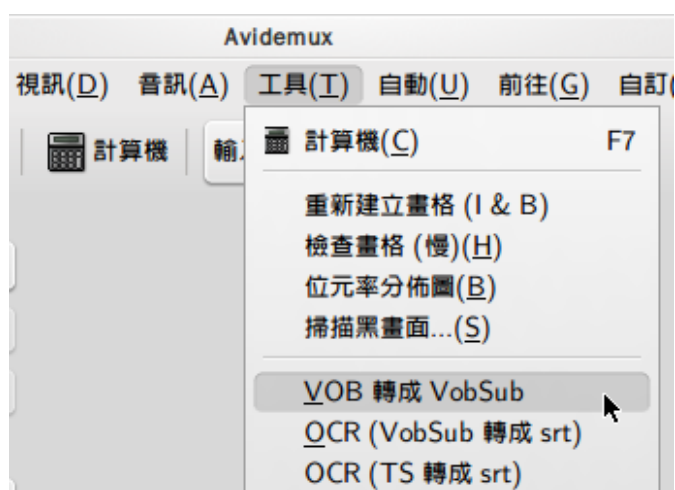 Avidemux
視訊(D) 音訊(A) 工具(T) 自動(U) 前往(G) 自訂(
計算機
計算機(C) F7
重新建立畫格 (I & B)
檢查畫格 (慢)(H)
位元率分佈圖(B)
掃描黑畫面...(S)
VOB 轉成 VobSub
OCR (VobSub 轉成 srt)
OCR (TS 轉成 srt)